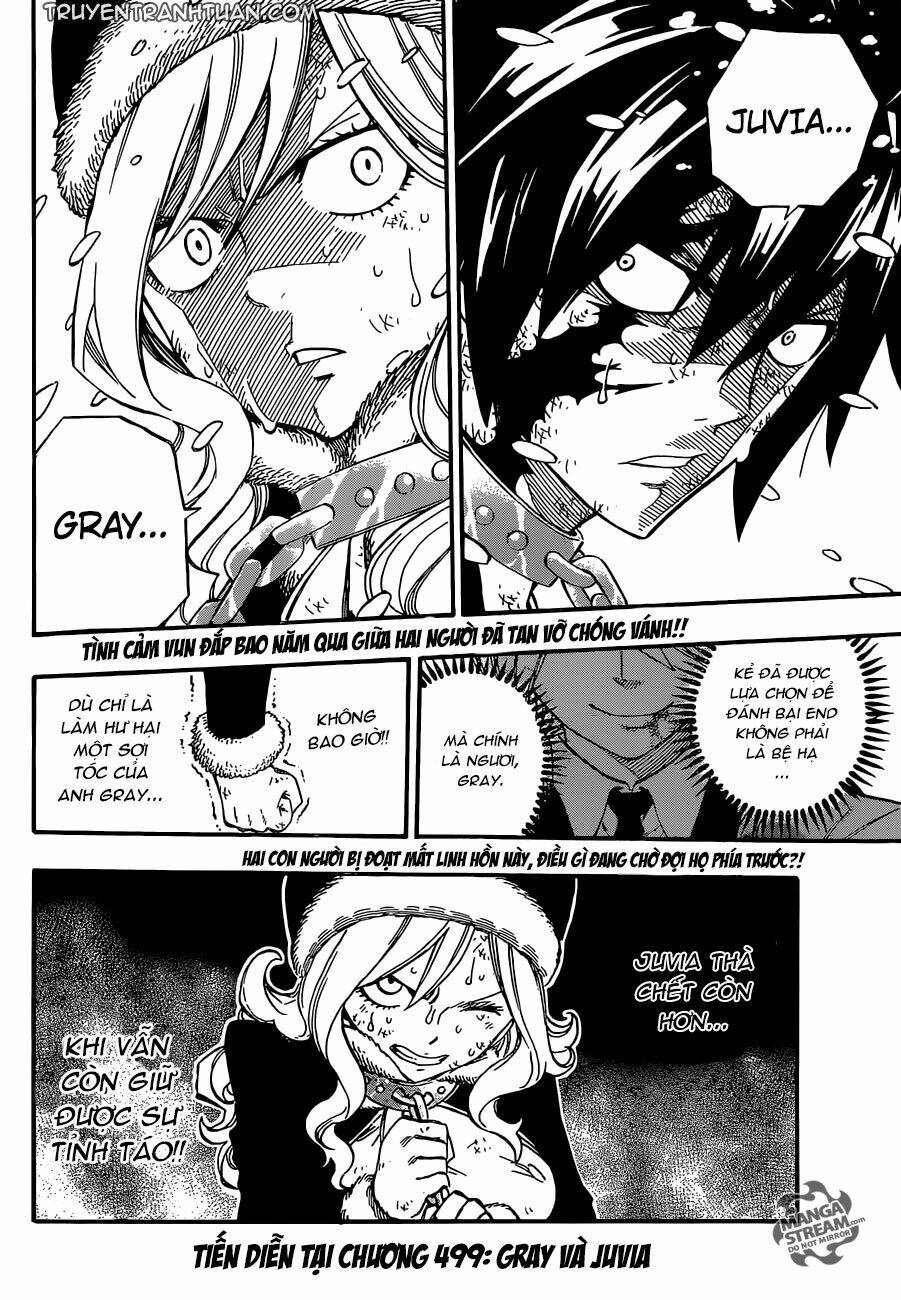 TRUYENTRANHTUAN.COM
JUVIA...
GRAY...
TÌNH CẢM VUN ĐẮP BAO NĂM QUA GIỮA HAI NGƯỜI ĐÃ TAN VỠ CHÓNG VÁNH!!
KẺ ĐÃ ĐƯỢC
LỰA CHỌN ĐỂ
ĐÁNH BẠI END
KHÔNG PHẢI
LÀ BỆ HẠ
...
MÀ CHÍNH
LÀ NGƯƠI,
GRAY.
KHÔNG
BAO GIỜ!!
DÙ CHỈ LÀ
LÀM HƯ HẠI
MỘT SỢI
TÓC CỦA
ANH GRAY...
HAI CON NGƯỜI BỊ ĐOẠT MẤT LINH HỒN NÀY, ĐIỀU GÌ ĐANG CHỜ ĐỢI HỌ PHÍA TRƯỚC?!
JUVIA THÀ
CHẾT CÒN
HƠN...
KHI VẪN
CÒN GIỮ
ĐƯỢC SỰ
TỈNH TÁO!!
MANGA
STREAM.COM
DO NOT MIRROR!
TIẾN DIỄN TẠI CHƯƠNG 499: GRAY VÀ JUVIA